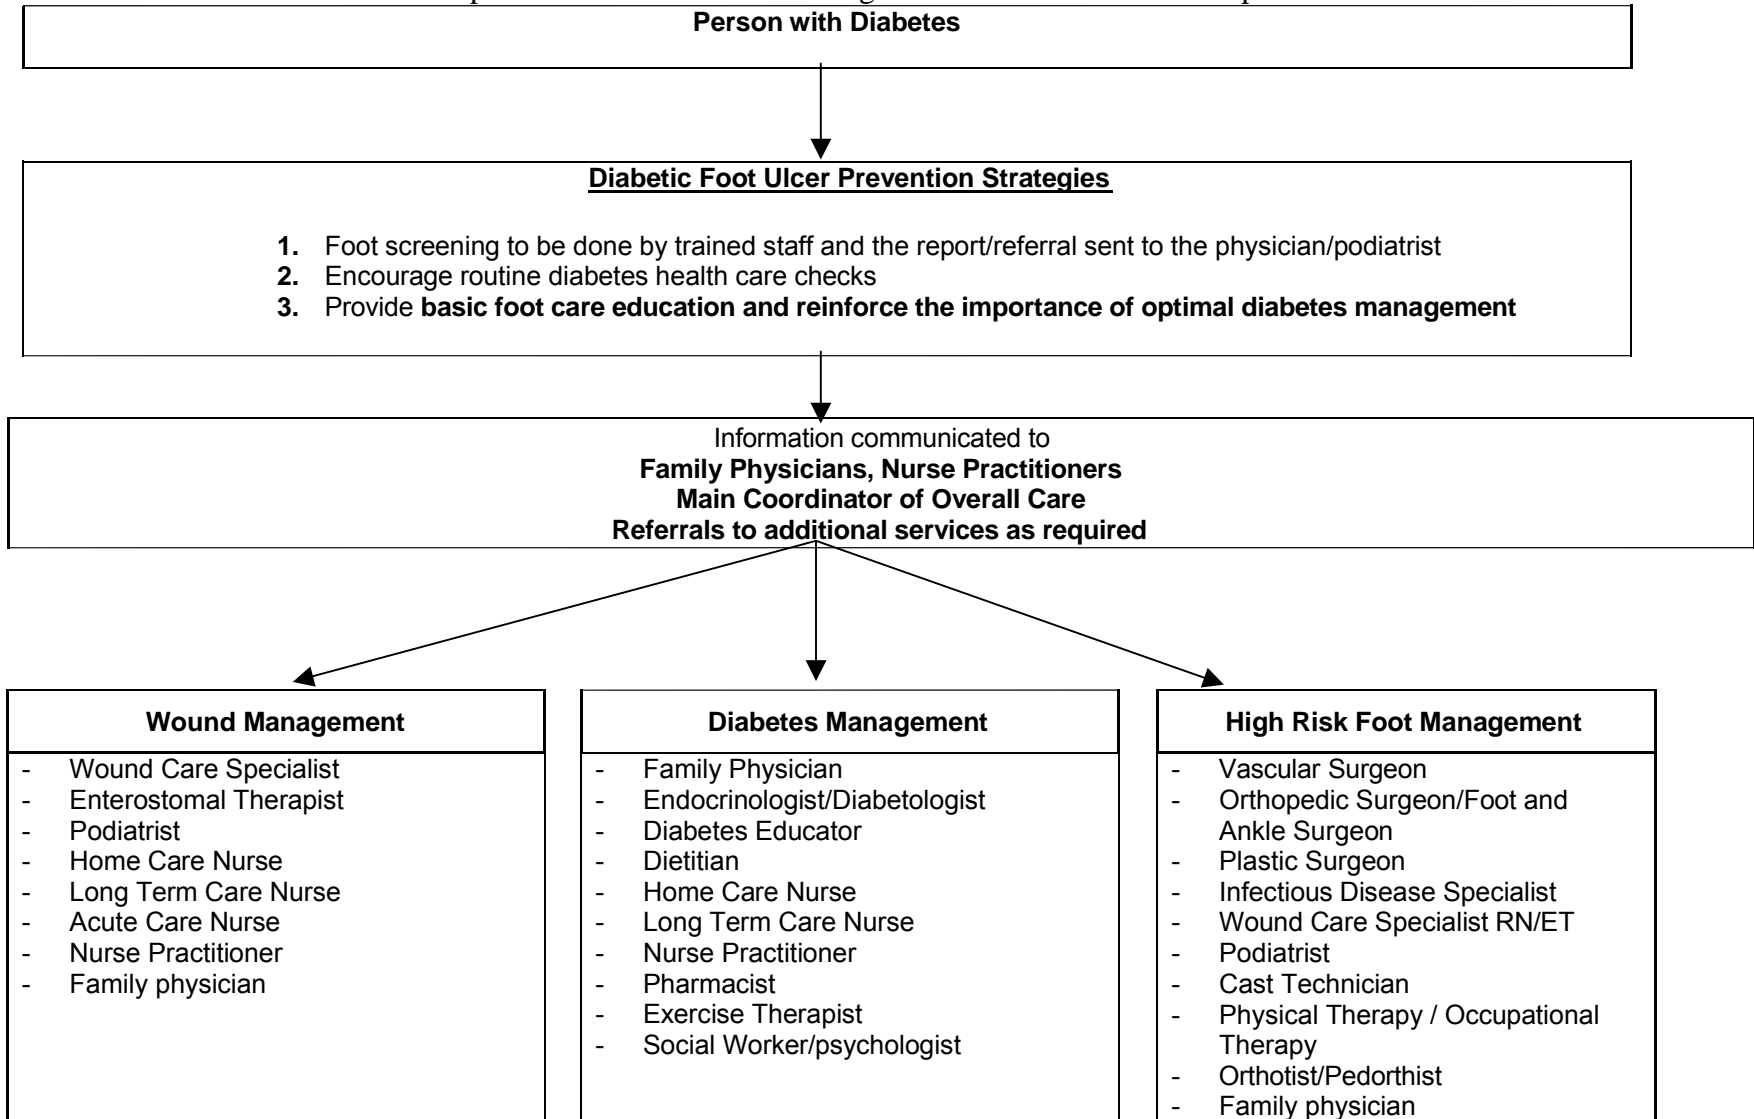 Person with Diabetes
Diabetic Foot Ulcer Prevention Strategies
1. Foot screening to be done by trained staff and the report/referral sent to the physician/podiatrist
2. Encourage routine diabetes health care checks
3. Provide basic foot care education and reinforce the importance of optimal diabetes management
Information communicated to
Family Physicians, Nurse Practitioners
Main Coordinator of Overall Care
Referrals to additional services as required
Wound Management
- Wound Care Specialist
- Enterostomal Therapist
- Podiatrist
- Home Care Nurse
- Long Term Care Nurse
- Acute Care Nurse
- Nurse Practitioner
- Family physician
Diabetes Management
- Family Physician
- Endocrinologist/Diabetologist
- Diabetes Educator
- Dietitian
- Home Care Nurse
- Long Term Care Nurse
- Nurse Practitioner
- Pharmacist
- Exercise Therapist
- Social Worker/psychologist
High Risk Foot Management
- Vascular Surgeon
- Orthopedic Surgeon/Foot and
Ankle Surgeon
- Plastic Surgeon
- Infectious Disease Specialist
- Wound Care Specialist RN/ET
- Podiatrist
- Cast Technician
- Physical Therapy / Occupational
Therapy
- Orthotist/Pedorthist
- Family physician